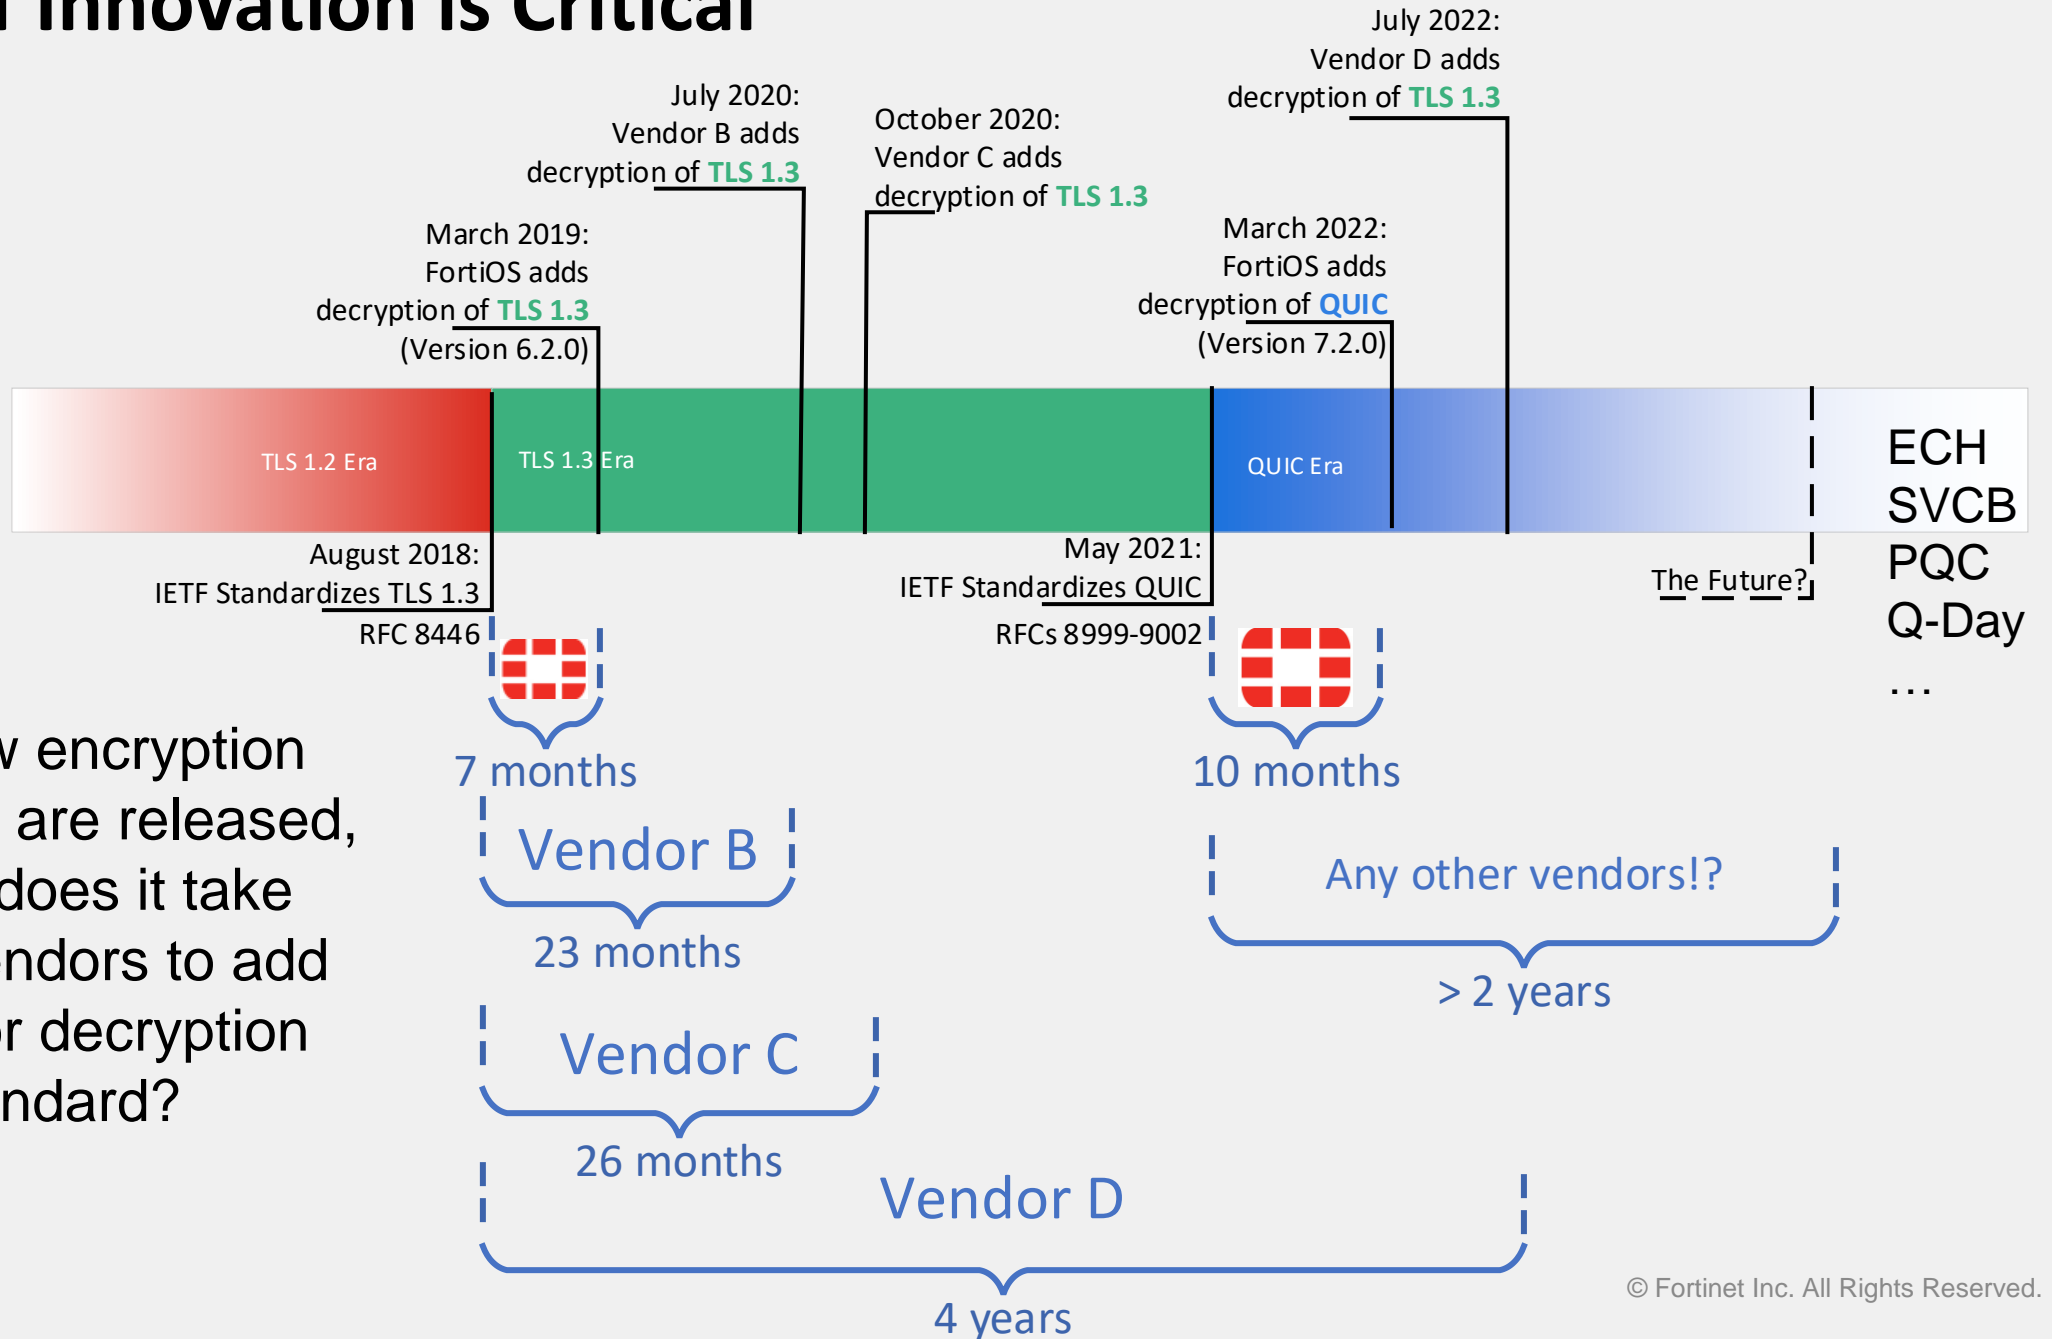 Innovation is Critical
July 2022:
Vendor D adds
decryption of TLS 1.3
July 2020:
Vendor B adds
decryption of TLS 1.3
October 2020:
Vendor C adds
decryption of TLS 1.3
March 2019:
FortiOS adds
decryption of TLS 1.3
(Version 6.2.0)
March 2022:
FortiOS adds
decryption of QUIC
(Version 7.2.0)
TLS 1.2 Era
TLS 1.3 Era
QUIC Era
ECH
SVCB
PQC
Q-Day
…
August 2018:
IETF Standardizes TLS 1.3
RFC 8446
May 2021:
IETF Standardizes QUIC
RFCs 8999-9002
The Future?
w encryption
are released,
does it take
endors to add
or decryption
ndard?
7 months
10 months
Vendor B
23 months
Any other vendors!?
> 2 years
Vendor C
26 months
Vendor D
4 years
© Fortinet Inc. All Rights Reserved.